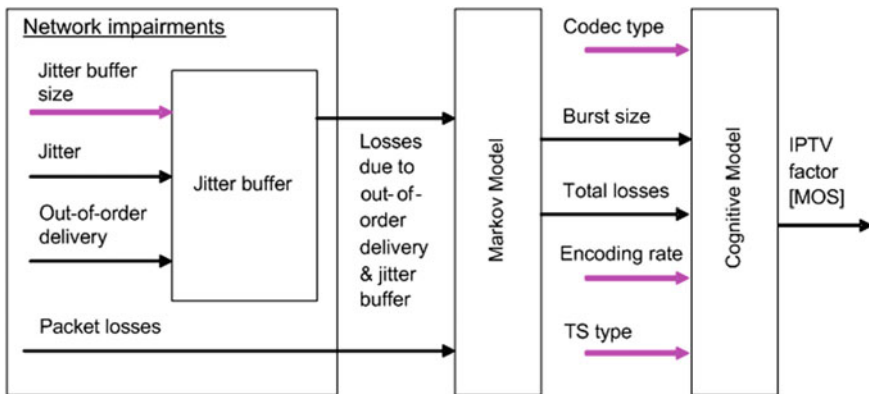 Network impairments
Jitter buffer
size
Jitter
Out-of-order
delivery
Packet losses
Jitter buffer
Losses
due to
out-of-
order
delivery
& jitter
buffer
Markov Model
Codec type
Burst size
Total losses
Encoding rate
TS type
Cognitive Model
IPTV
factor
[MOS]